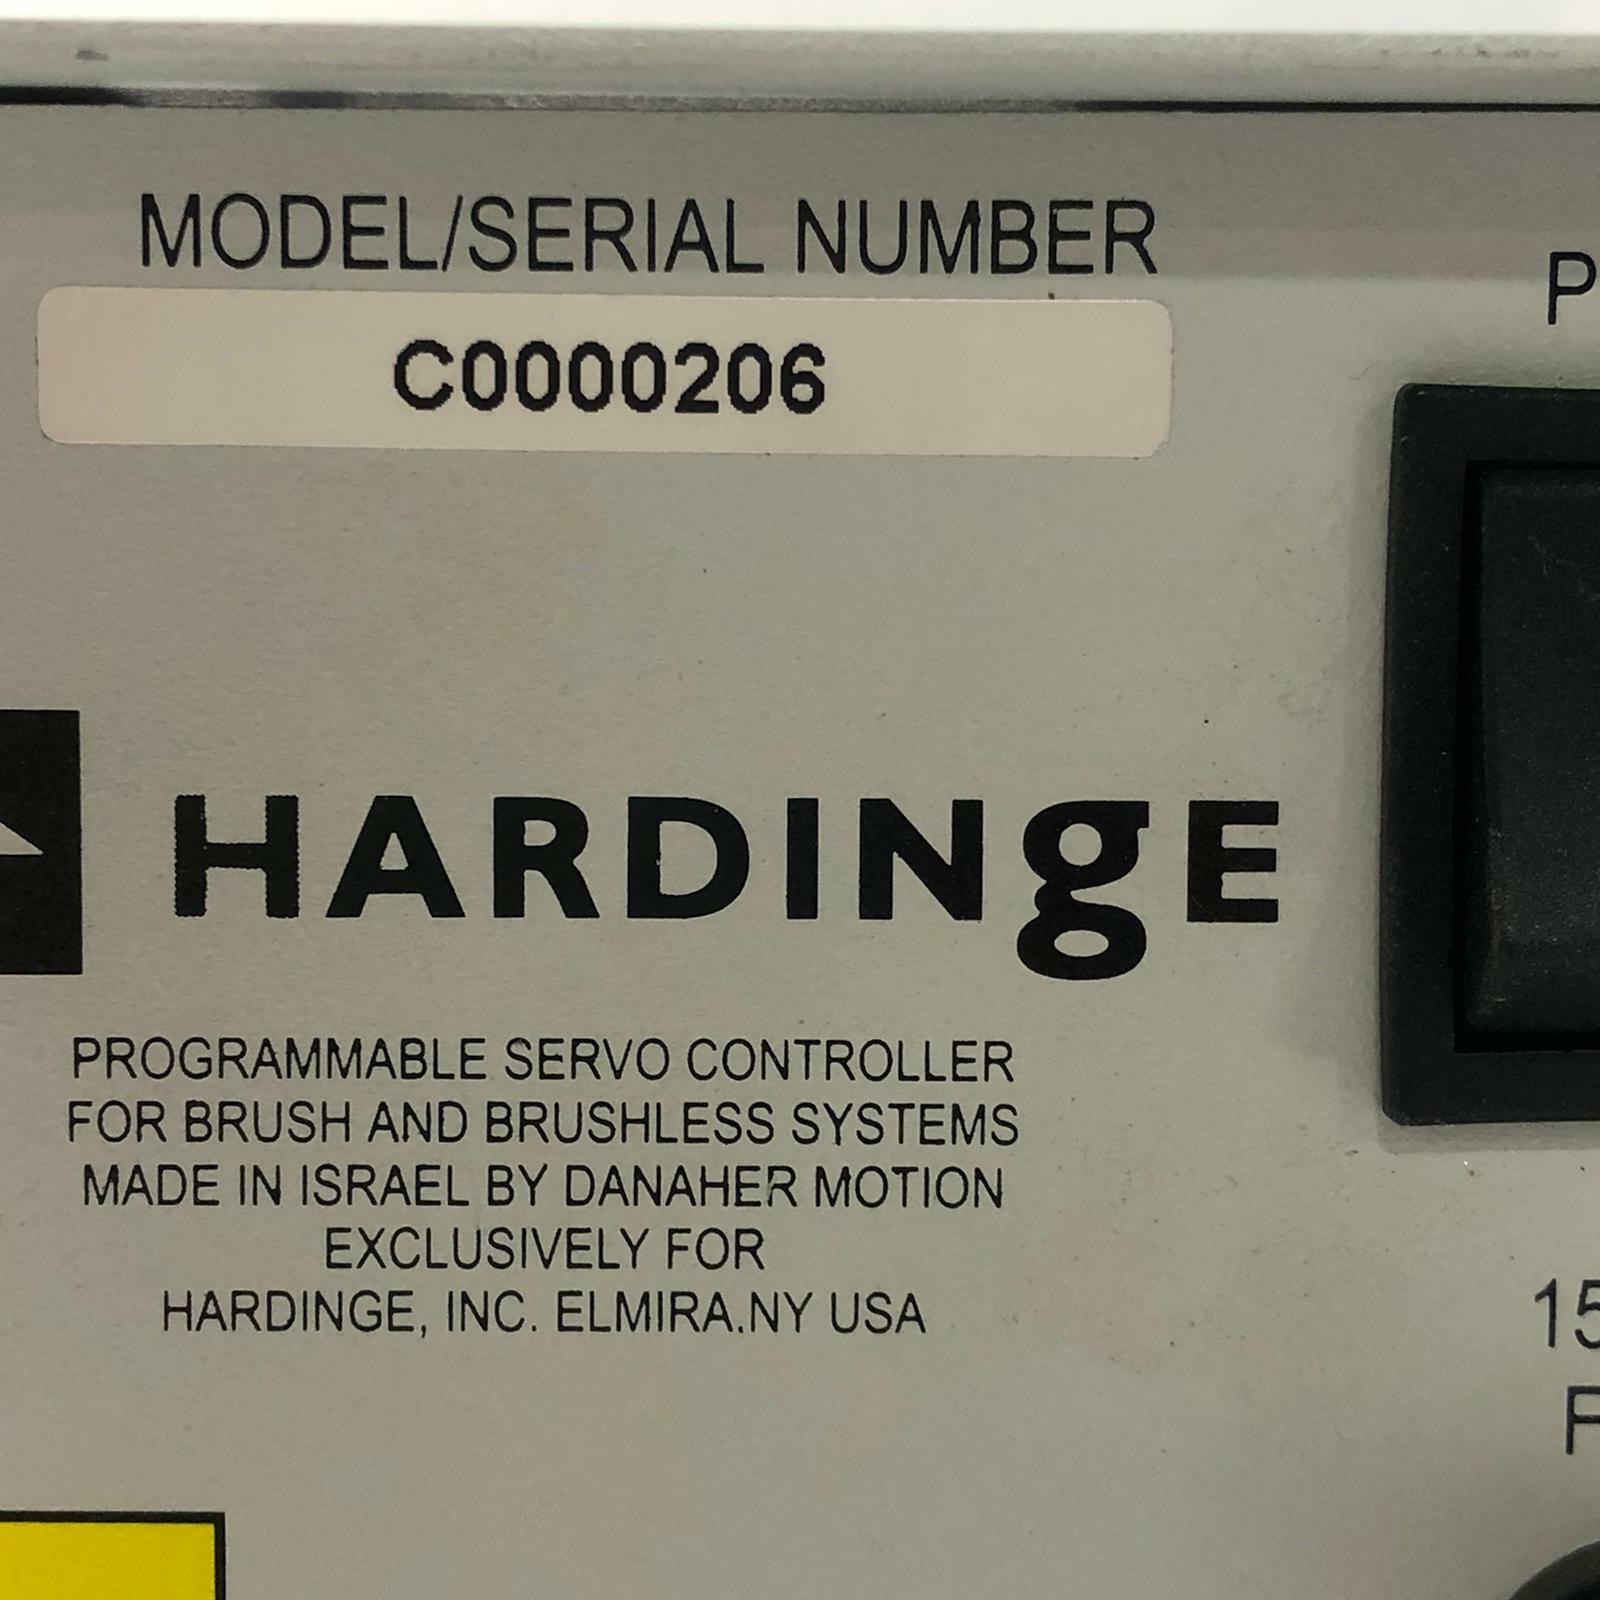 MODEL/SERIAL NUMBER
C0000206
P
HARDINgE
PROGRAMMABLE SERVO CONTROLLER
FOR BRUSH AND BRUSHLESS SYSTEMS
MADE IN ISRAEL BY DANAHER MOTION
EXCLUSIVELY FOR
HARDINGE, INC. ELMIRA.NY USA
15
F